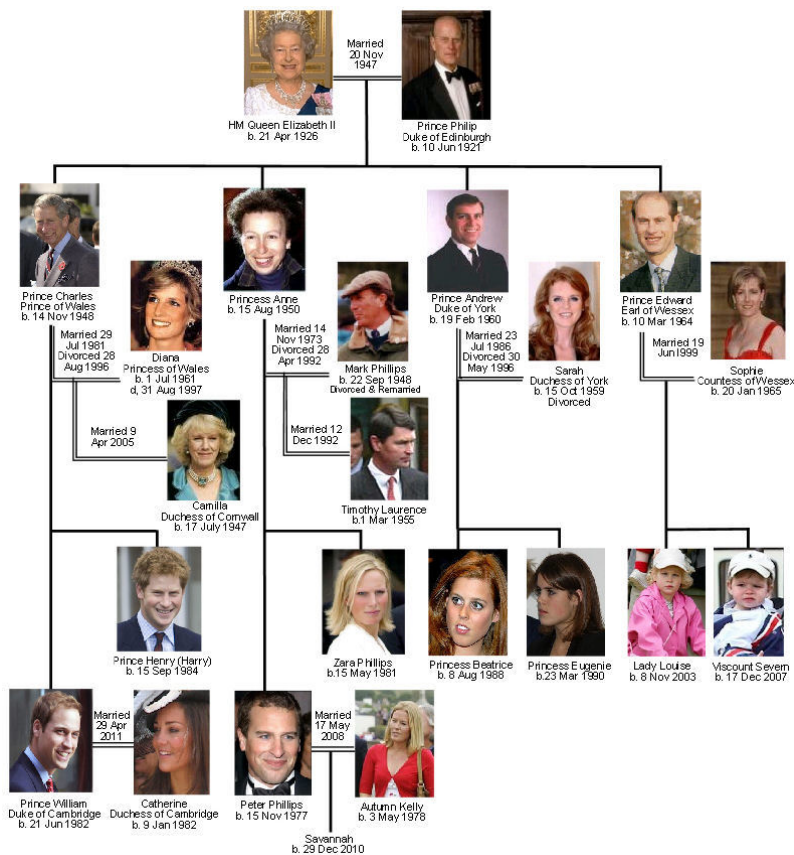 Married
20 Nov
1947
HM Queen Elizabeth II
b. 21 Apr 1926
Prince Philip
Duke of Edinburgh
b. 10 Jun 1921
Prince Charles
Prince of Wales
b. 14 Nov 1948
Married 29
Jul 1981
Divorced 28
Aug 1996
Diana
Princess of Wales
b. 1 Jul 1961
d, 31 Aug 1997
Married 9
Apr 2005
Camilla
Duchess of Cornwall
b. 17 July 1947
Princess Anne
b. 15 Aug 1950
Married 14
Nov 1973
Divorced 28
Apr 1992
Mark Phillips
b. 22 Sep 1948
Divorced & Remarried
Married 12
Dec 1992
Timothy Laurence
b.1 Mar 1955
Prince Andrew
Duke of York
b. 19 Feb 1960
Married 23
Jul 1986
Divorced 30
May 1996
Sarah
Duchess of York
b. 15 Oct 1959
Divorced
Prince Edward
Earl of Wessex
b. 10 Mar 1964
Married 19
Jun1999
Sophie
Countess of Wessex
b. 20 Jan 1965
Prince Henry (Harry)
b. 15 Sep 1984
Zara Phillips
b.15 May 1981
Princess Beatrice
b. 8 Aug 1988
Princess Eugenie
b.23 Mar 1990
Lady Louise
b. 8 Nov 2003
Viscount Severn
b. 17 Dec 2007
Prince William
Duke of Cambridge
b. 21 Jun 1982
Married
29 Apr
2011
Catherine
Duchess of Cambridge
b. 9 Jan 1982
Peter Phillips
b. 15 Nov 1977
Married
17 May
2008
Autumn Kelly
b. 3 May 1978
Savannah
b. 29 Dec 2010